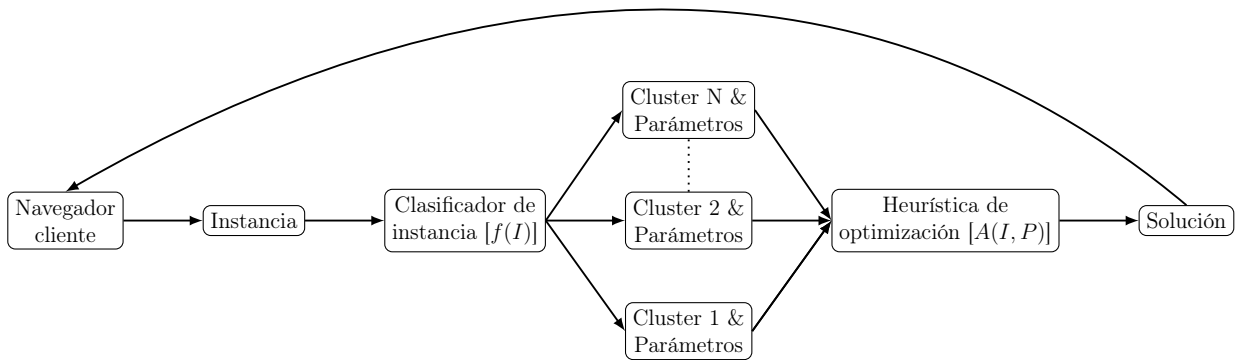 Navegador
cliente
Instancia
Clasificador de
instancia [f(I)]
Cluster N &
Parámetros
Cluster 2 &
Parámetros
Cluster 1 &
Parámetros
Heurística de
optimización [A(I, P)]
Solución